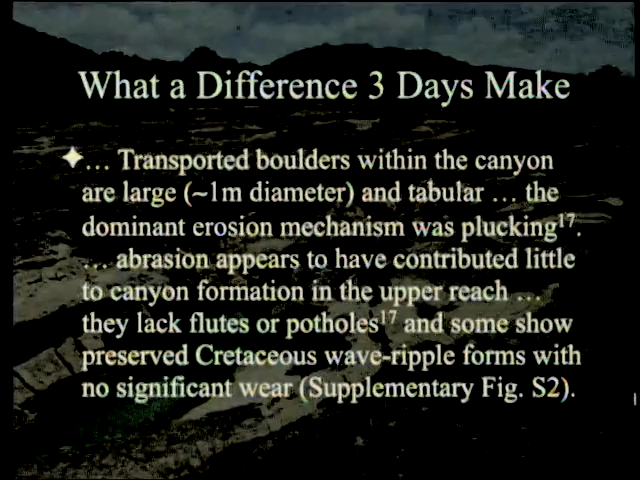 What a Difference 3 Days Make
… Transported boulders within the canyon
are large (~1m diameter) and tabular … the
dominant erosion mechanism was plucking17.
… abrasion appears to have contributed little
to canyon formation in the upper reach …
they lack flutes or potholes17 and some show
preserved Cretaceous wave-ripple forms with
no significant wear (Supplementary Fig. S2).